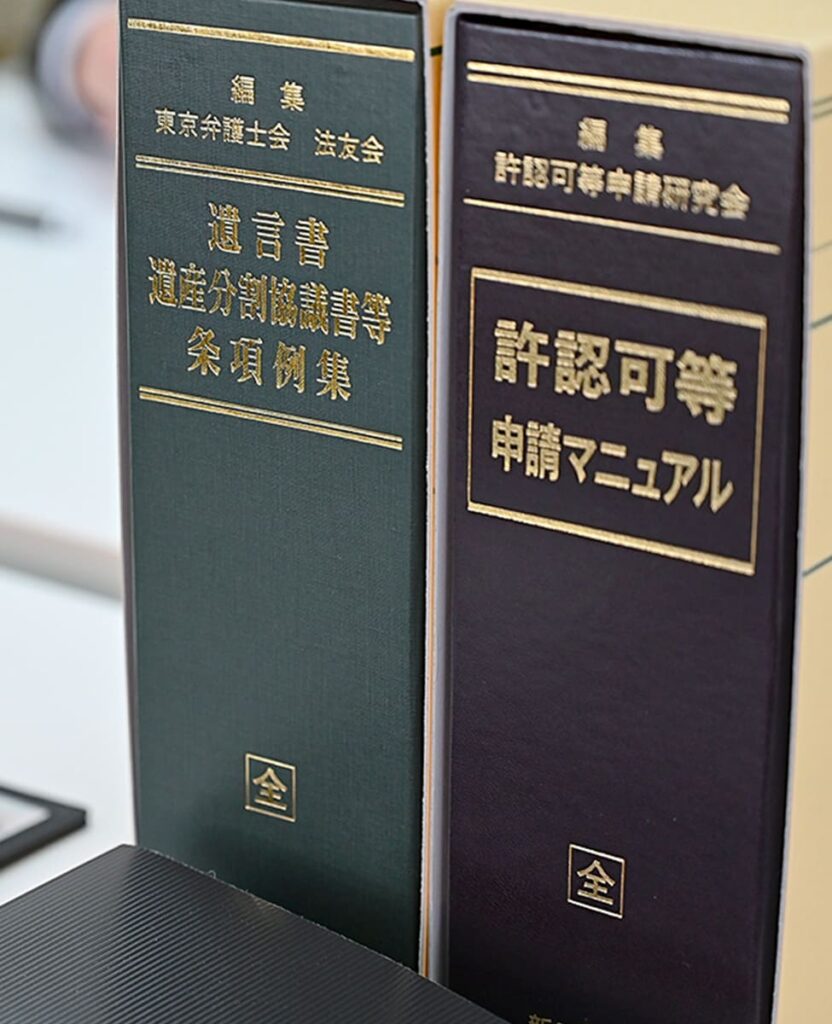 編集
東京弁護士会 法友会
遺言書
遺産分割協議書等
条項例集
全
編集
許認可等申請研究会
許認可等
申請マニュアル
全